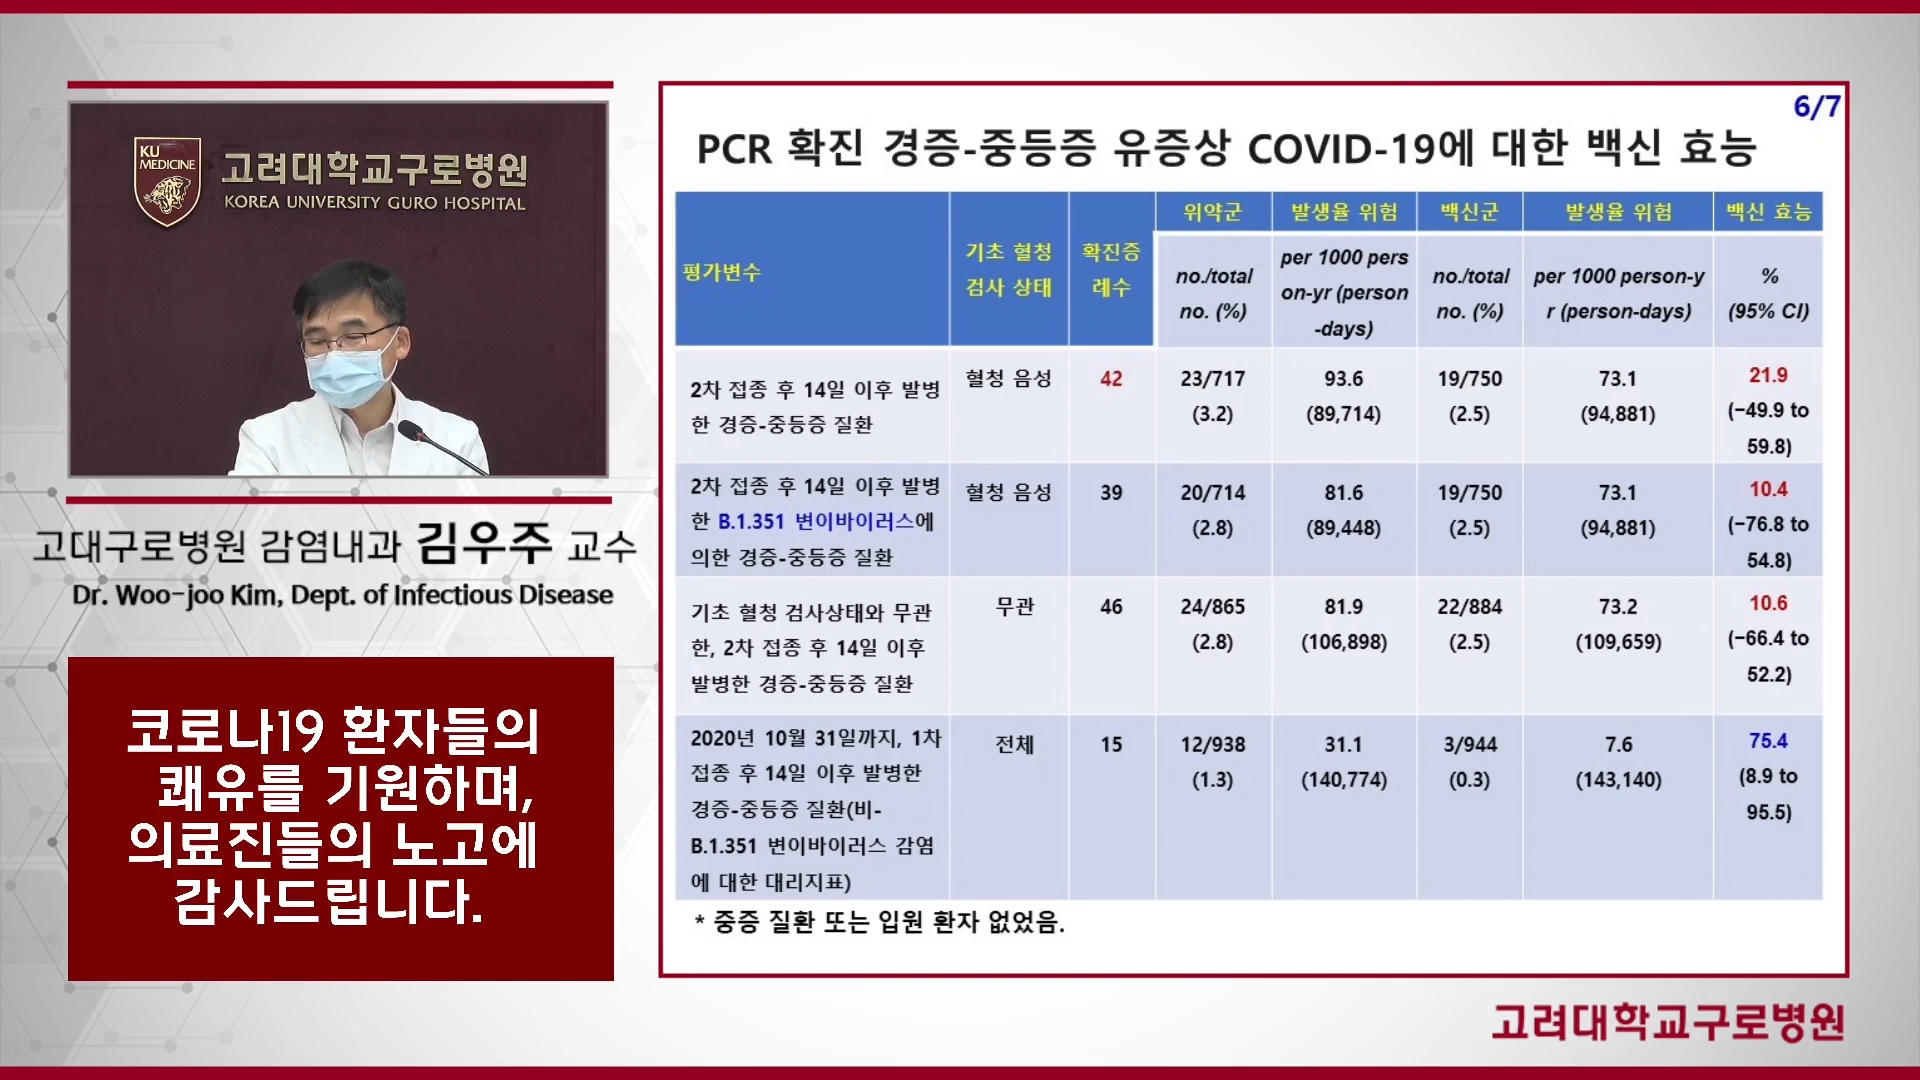 KU
MEDICINE
고려대학교구로병원
KOREA UNIVERSITY GURO HOSPITAL
고대구로병원 감염내과 김우주 교수
Dr. Woo-joo Kim, Dept. of Infectious Disease
코로나19 환자들의
쾌유를 기원하며,
의료진들의 노고에
감사드립니다.
6/7
PCR 확진 경증-중등증 유증상 COVID-19에 대한 백신 효능
평가변수
기초 혈청
검사 상태
확진증
례수
위약군
발생율 위험
백신군
발생율 위험
백신 효능
no./total
no. (%)
per 1000 pers
on-yr (person
-days)
no./total
no. (%)
per 1000 person-y
r (person-days)
%
(95% CI)
2차 접종 후 14일 이후 발병
한 경증-중등증 질환
혈청 음성
42
23/717
(3.2)
93.6
(89,714)
19/750
(2.5)
73.1
(94,881)
21.9
(−49.9 to
59.8)
2차 접종 후 14일 이후 발병
한 B.1.351 변이바이러스에
의한 경증-중등증 질환
혈청 음성
39
20/714
(2.8)
81.6
(89,448)
19/750
(2.5)
73.1
(94,881)
10.4
(−76.8 to
54.8)
기초 혈청 검사상태와 무관
한, 2차 접종 후 14일 이후
발병한 경증-중등증 질환
무관
46
24/865
(2.8)
81.9
(106,898)
22/884
(2.5)
73.2
(109,659)
10.6
(−66.4 to
52.2)
2020년 10월 31일까지, 1차
접종 후 14일 이후 발병한
경증-중등증 질환(비-
B.1.351 변이바이러스 감염
에 대한 대리지표)
전체
15
12/938
(1.3)
31.1
(140,774)
3/944
(0.3)
7.6
(143,140)
75.4
(8.9 to
95.5)
* 중증 질환 또는 입원 환자 없었음.
고려대학교구로병원